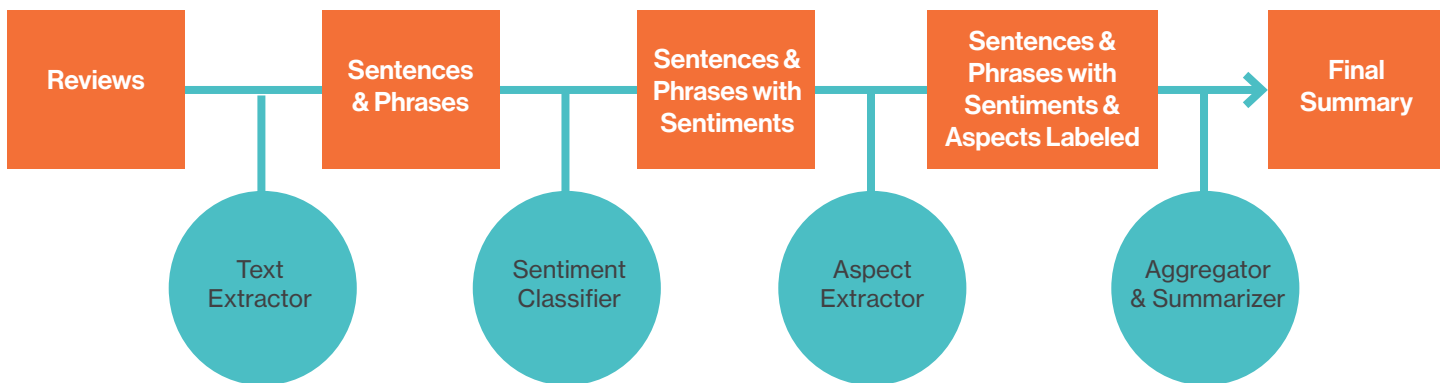 Reviews
Sentences
& Phrases
Sentences &
Phrases with
Sentiments
Sentences &
Phrases with
Sentiments &
Aspects Labeled
Final
Summary
Text
Extractor
Sentiment
Classifier
Aspect
Extractor
Aggregator
& Summarizer